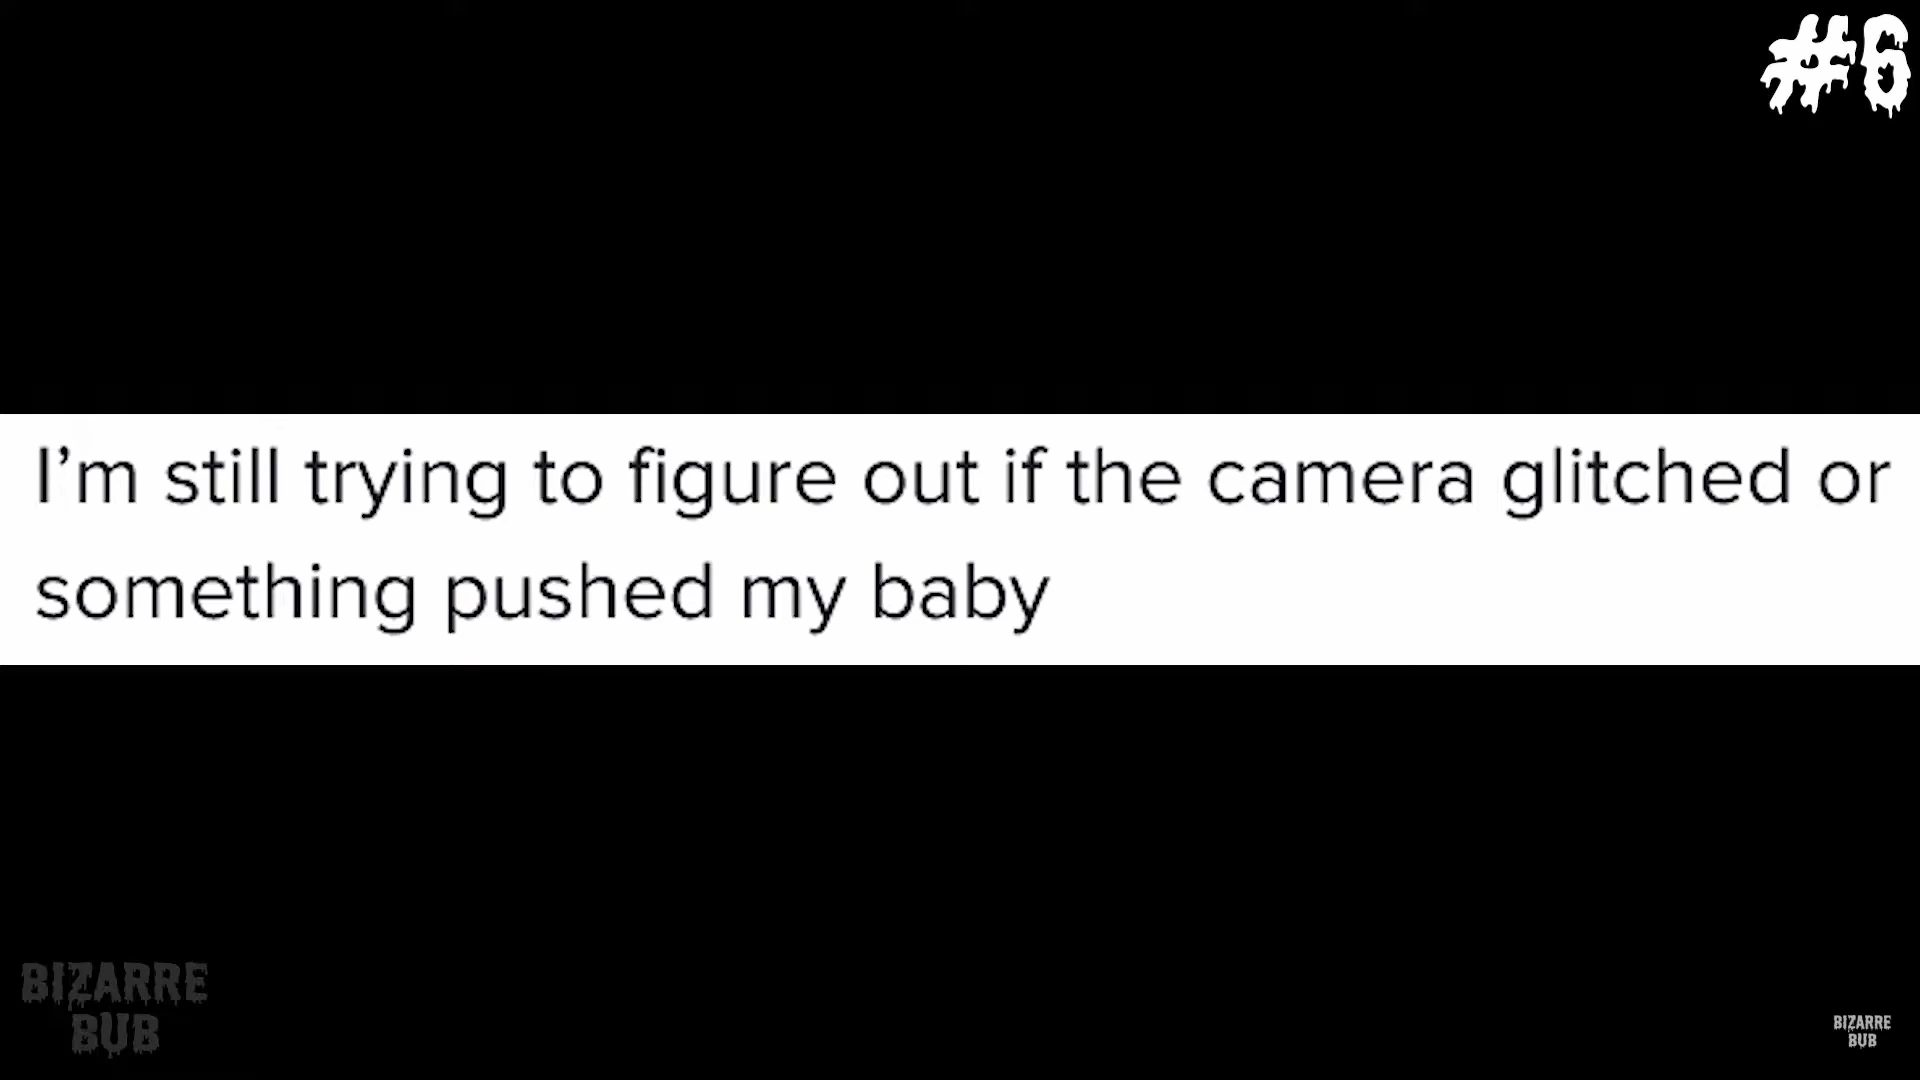 #6
I’m still trying to figure out if the camera glitched or
something pushed my baby
BIZARRE
BUB
BIZARRE
BUB